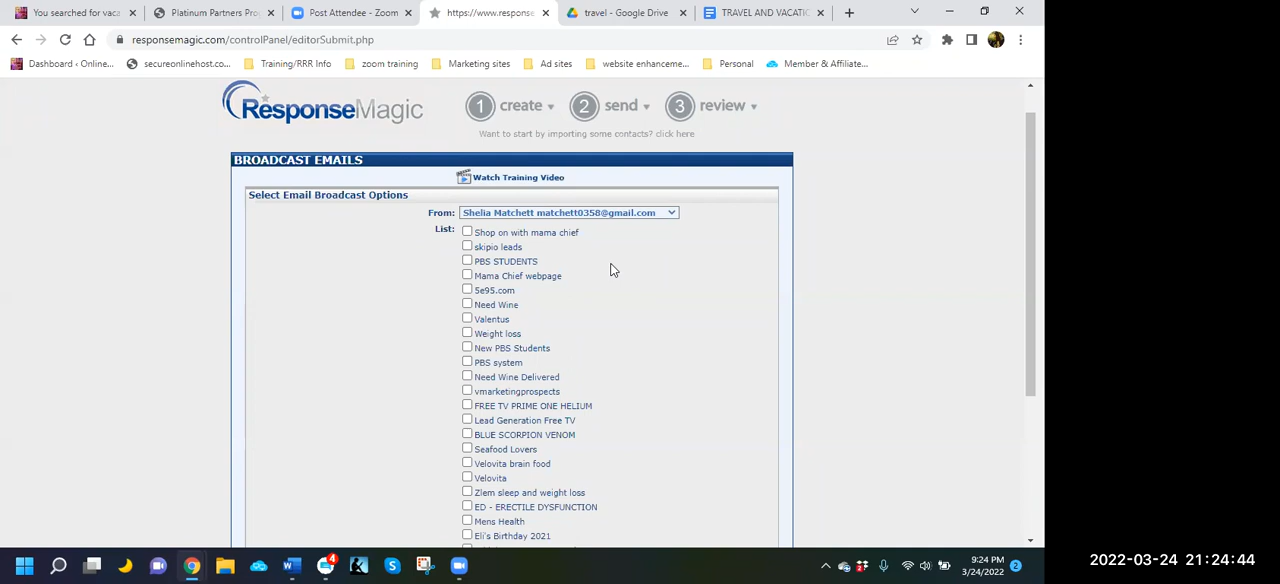 You searched for vaca
Platinum Partners Pro
Post Attendee - Zoom
https://www.response
travel - Google Drive
TRAVEL AND VACATIC
responsemagic.com/controlPanel/editorSubmit.php
Dashboard ‹ Online...
secureonlinehost.co...
Training/RRR Info
zoom training
Marketing sites
Ad sites
website enhanceme...
Personal
Member & Affiliate...
ResponseMagic
1 create
2 send
3 review
Want to start by importing some contacts? click here
BROADCAST EMAILS
Watch Training Video
Select Email Broadcast Options
From: Shelia Matchett matchett0358@gmail.com
List:
Shop on with mama chief
skipio leads
PBS STUDENTS
Mama Chief webpage
5e95.com
Need Wine
Valentus
Weight loss
New PBS Students
PBS system
Need Wine Delivered
vmarketingprospects
FREE TV PRIME ONE HELIUM
Lead Generation Free TV
BLUE SCORPION VENOM
Seafood Lovers
Velovita brain food
Velovita
Zlem sleep and weight loss
ED - ERECTILE DYSFUNCTION
Mens Health
Eli's Birthday 2021
4
9:24 PM
3/24/2022
2
2022-03-24 21:24:44